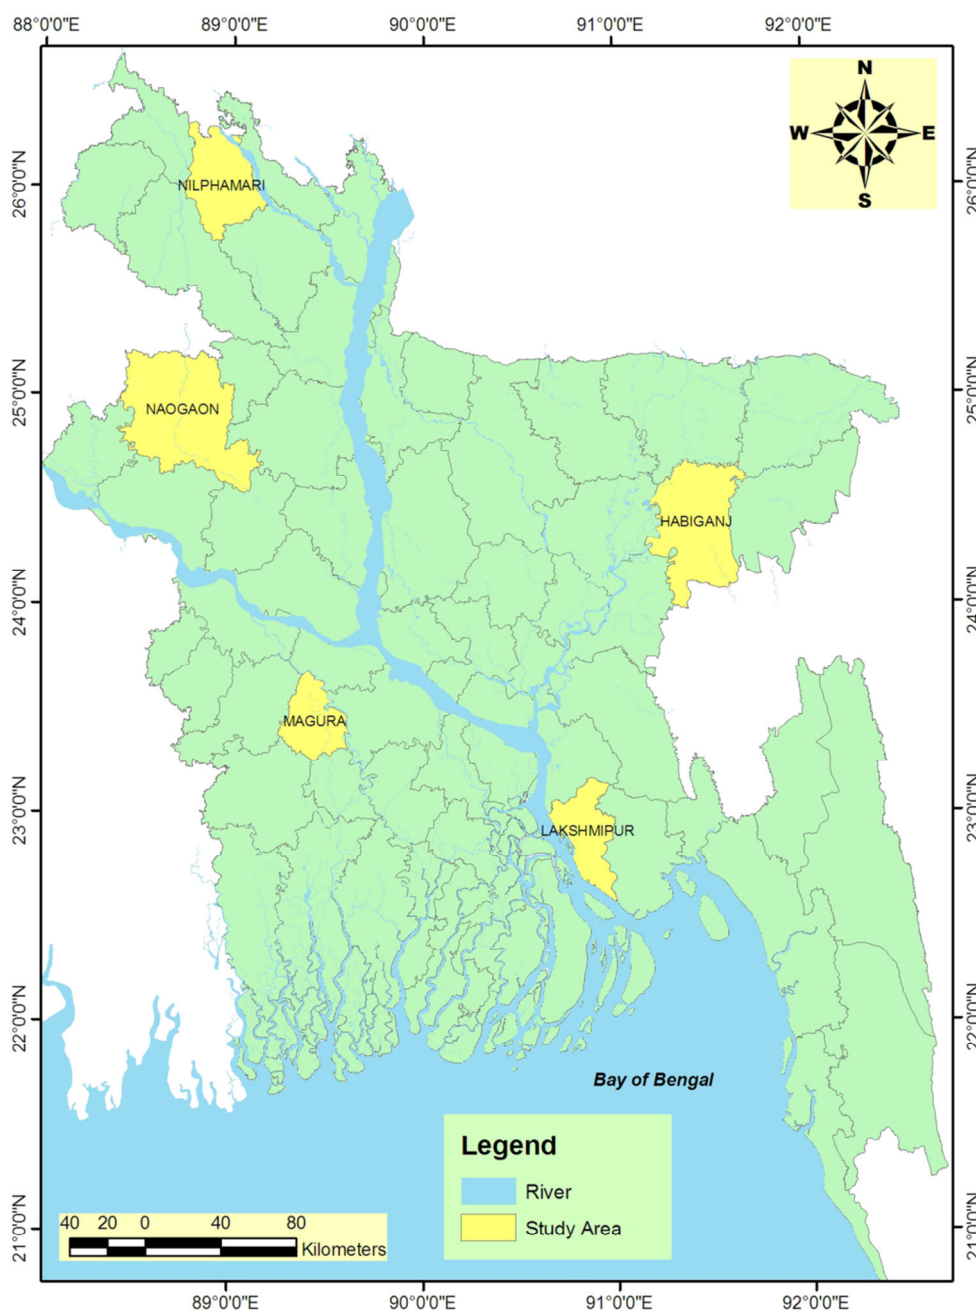 88°0'0"E 89°0'0"E 90°0'0"E 91°0'0"E 92°0'0"E
N
W E
S
26°0'0"N 26°0'0"N
NILPHAMARI
25°0'0"N 25°0'0"N
NAOGAON
HABIGANJ
24°0'0"N 24°0'0"N
MAGURA
23°0'0"N 23°0'0"N
LAKSHMIPUR
22°0'0"N 22°0'0"N
Bay of Bengal
Legend
River
Study Area
21°0'0"N 21°0'0"N
40 20 0 40 80
Kilometers
89°0'0"E 90°0'0"E 91°0'0"E 92°0'0"E